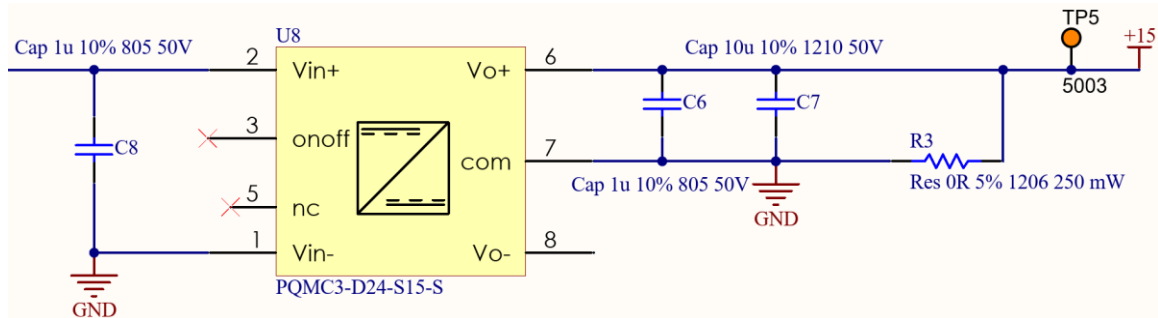 U8
TP5
Cap 1u 10% 805 50V
Cap 10u 10% 1210 50V
+15
2
Vin+
Vo+
6
5003
C6
C7
3
onoff
C8
R3
com
7
Res 0R 5% 1206 250 mW
Cap 1u 10% 805 50V
5
nc
GND
1
Vin-
Vo-
8
PQMC3-D24-S15-S
GND